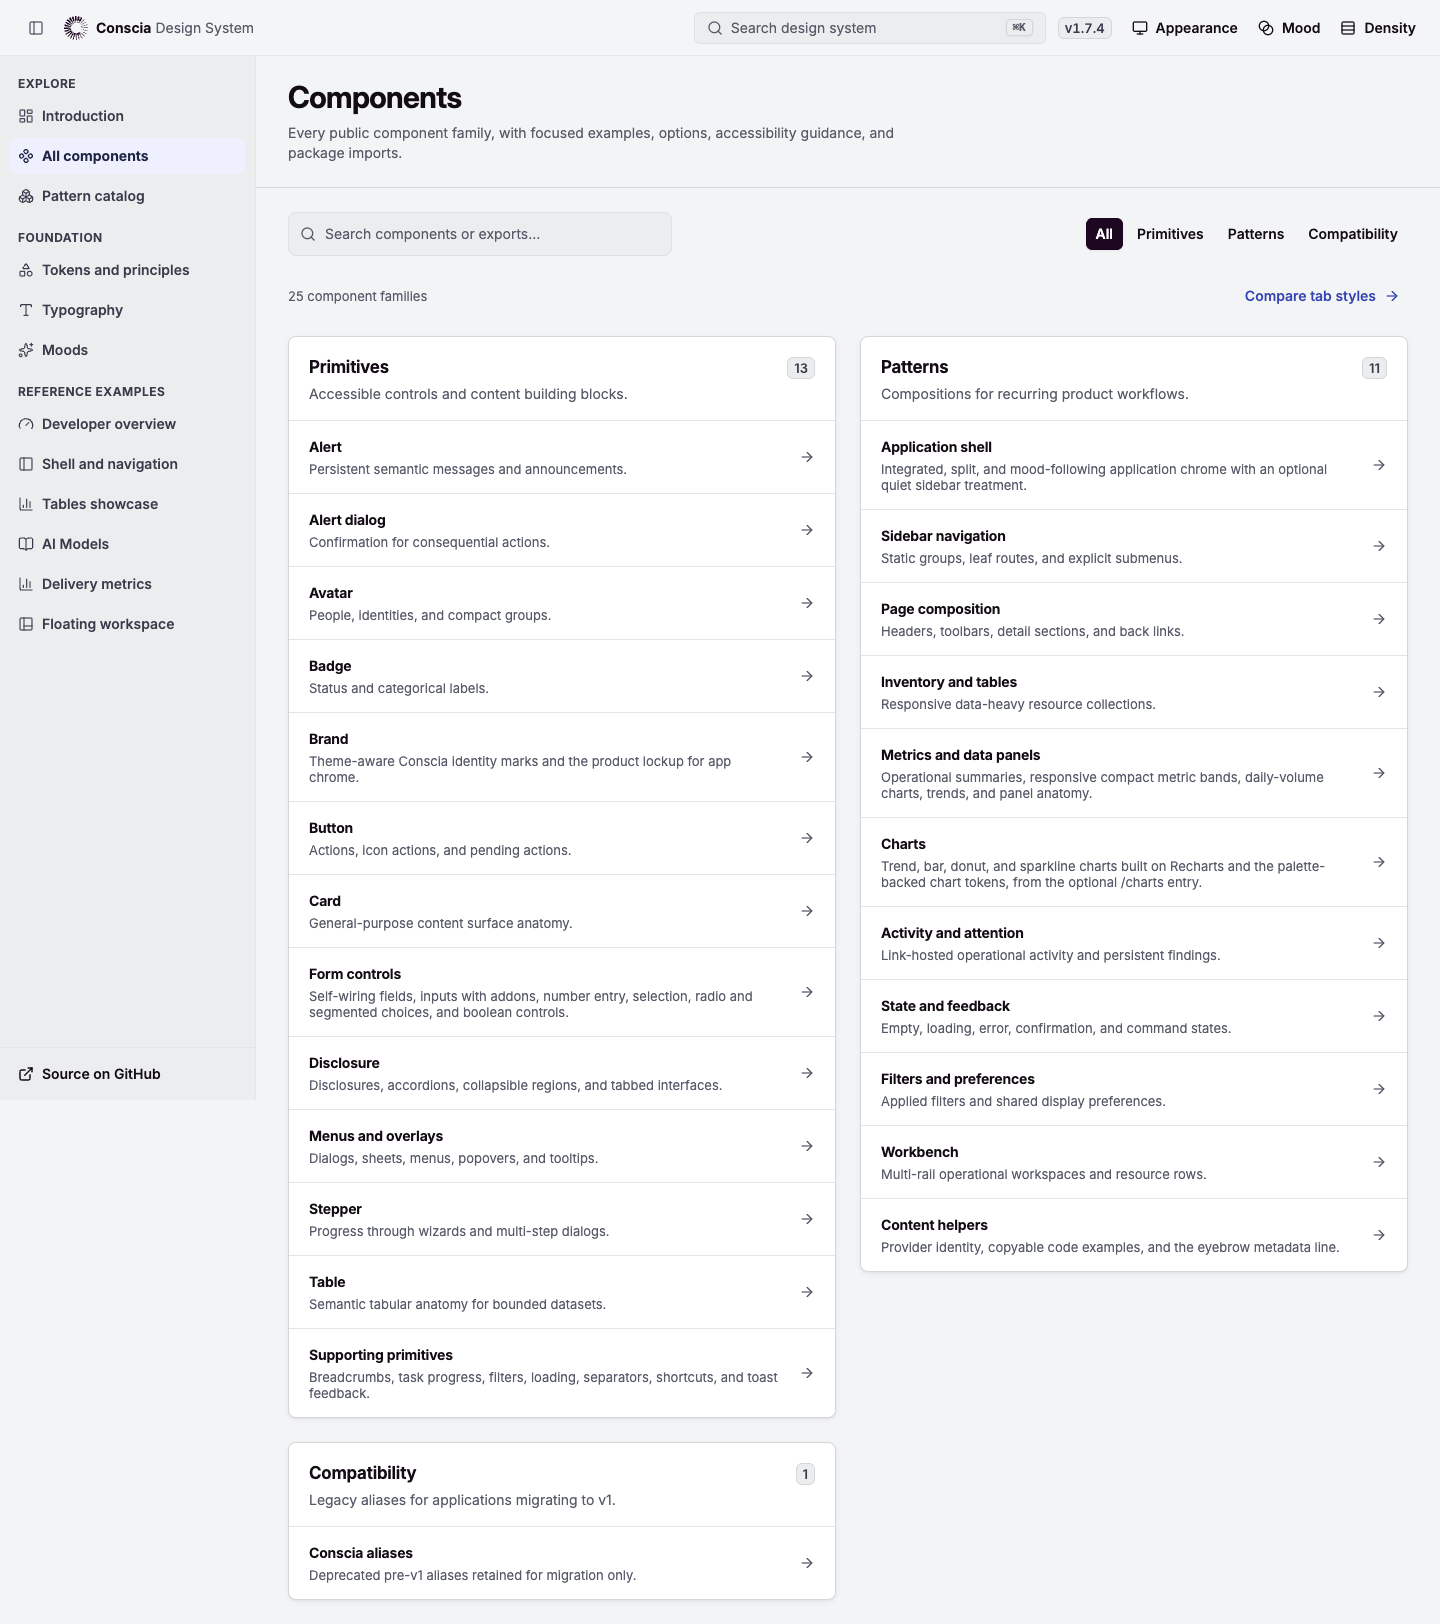 Conscia Design System
Search design system
⌘K
v1.7.4
Appearance
Mood
Density
EXPLORE
Introduction
All components
Pattern catalog
FOUNDATION
Tokens and principles
Typography
Moods
REFERENCE EXAMPLES
Developer overview
Shell and navigation
Tables showcase
AI Models
Delivery metrics
Floating workspace
Source on GitHub
Components
Every public component family, with focused examples, options, accessibility guidance, and
package imports.
Search components or exports...
All
Primitives
Patterns
Compatibility
25 component families
Compare tab styles
Primitives
13
Accessible controls and content building blocks.
Alert
Persistent semantic messages and announcements.
Alert dialog
Confirmation for consequential actions.
Avatar
People, identities, and compact groups.
Badge
Status and categorical labels.
Brand
Theme-aware Conscia identity marks and the product lockup for app
chrome.
Button
Actions, icon actions, and pending actions.
Card
General-purpose content surface anatomy.
Form controls
Self-wiring fields, inputs with addons, number entry, selection, radio and
segmented choices, and boolean controls.
Disclosure
Disclosures, accordions, collapsible regions, and tabbed interfaces.
Menus and overlays
Dialogs, sheets, menus, popovers, and tooltips.
Stepper
Progress through wizards and multi-step dialogs.
Table
Semantic tabular anatomy for bounded datasets.
Supporting primitives
Breadcrumbs, task progress, filters, loading, separators, shortcuts, and toast
feedback.
Patterns
11
Compositions for recurring product workflows.
Application shell
Integrated, split, and mood-following application chrome with an optional
quiet sidebar treatment.
Sidebar navigation
Static groups, leaf routes, and explicit submenus.
Page composition
Headers, toolbars, detail sections, and back links.
Inventory and tables
Responsive data-heavy resource collections.
Metrics and data panels
Operational summaries, responsive compact metric bands, daily-volume
charts, trends, and panel anatomy.
Charts
Trend, bar, donut, and sparkline charts built on Recharts and the palette-
backed chart tokens, from the optional /charts entry.
Activity and attention
Link-hosted operational activity and persistent findings.
State and feedback
Empty, loading, error, confirmation, and command states.
Filters and preferences
Applied filters and shared display preferences.
Workbench
Multi-rail operational workspaces and resource rows.
Content helpers
Provider identity, copyable code examples, and the eyebrow metadata line.
Compatibility
1
Legacy aliases for applications migrating to v1.
Conscia aliases
Deprecated pre-v1 aliases retained for migration only.